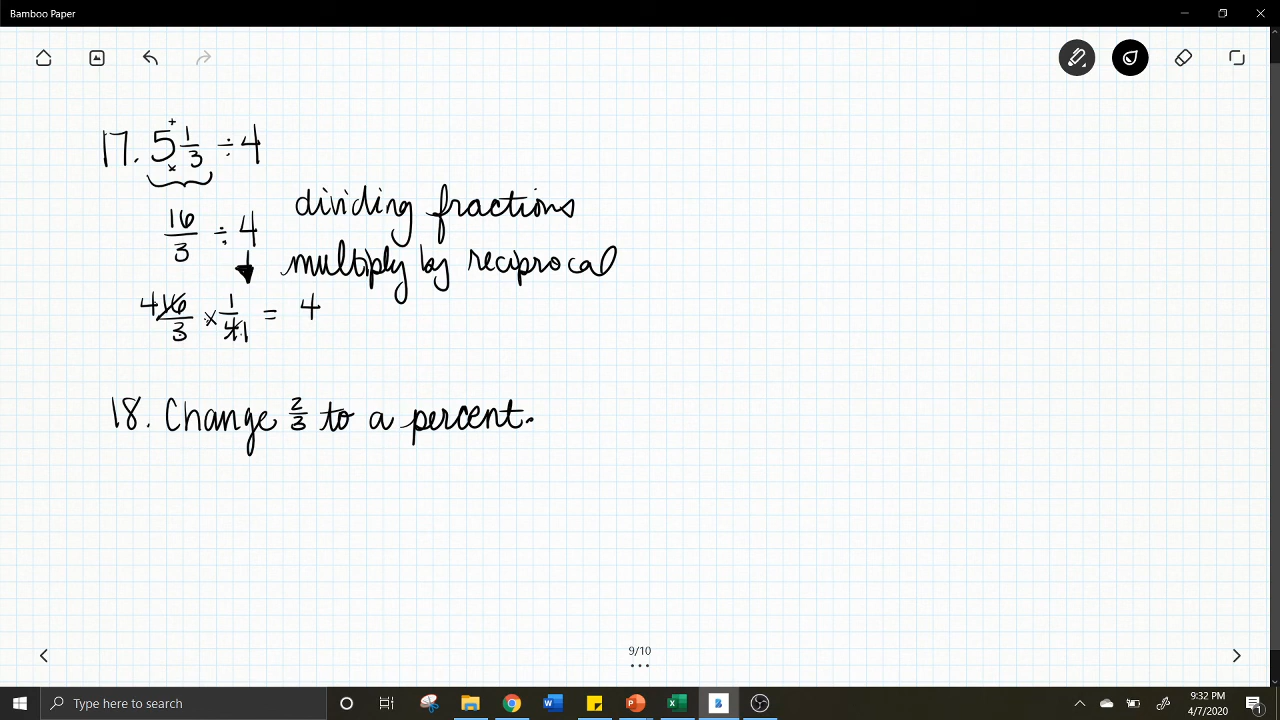 Bamboo Paper
17. 5 1/3 ÷ 4
+
×
16/3 ÷ 4
dividing fractions
multiply by reciprocal
4 16/3 × 1/4 1 = 4
18. Change 2/3 to a percent.
9/10
Type here to search
9:32 PM
4/7/2020